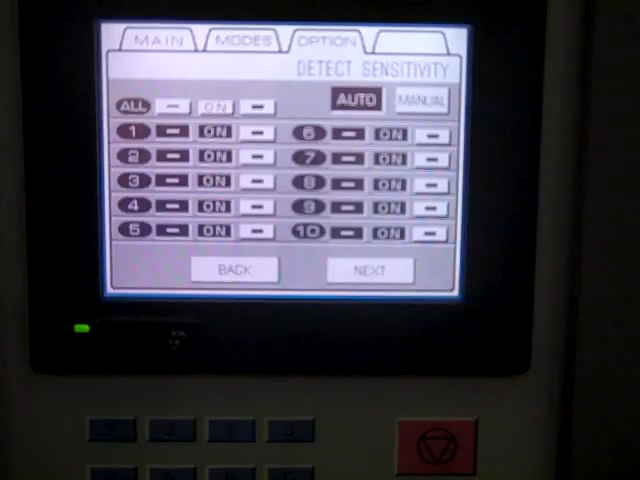 MAIN MODES OPTION
DETECT SENSITIVITY
AUTO MANUAL
ALL - ON -
1 - ON - 6 - ON -
2 - ON - 7 - ON -
3 - ON - 8 - ON -
4 - ON - 9 - ON -
5 - ON - 10 - ON -
BACK NEXT